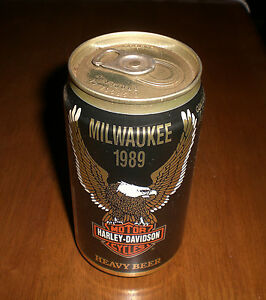 MILWAUKEE
1989
MOTOR
HARLEY-DAVIDSON
CYCLES
HEAVY BEER